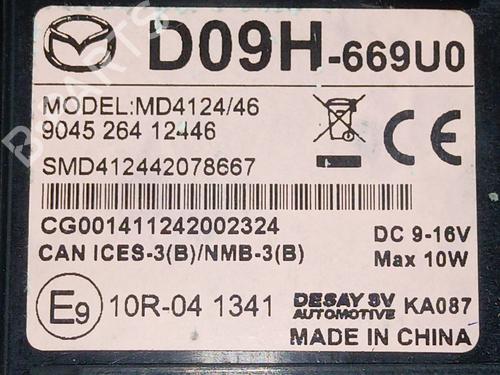 D09H-669U0
MODEL:MD4124/46
9045 264 12446
SMD412442078667
CG001411242002324
CAN ICES-3(B)/NMB-3(B)
DC 9-16V
Max 10W
E9 10R-04 1341
DESAY SV
AUTOMOTIVE
KA087
MADE IN CHINA